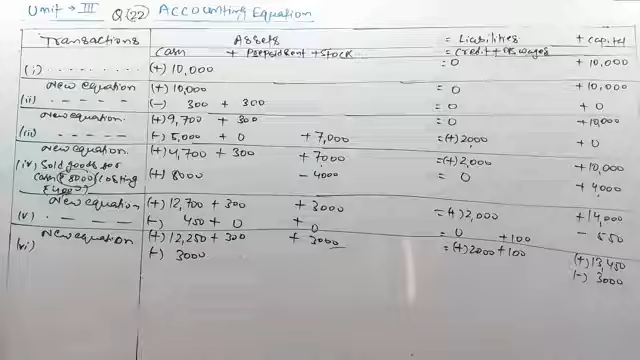 Unit → III Q.(22) Accounting Equation
Transactions Assets = Liabilities + capital
Cash + Prepaid Rent + Stock = Credit + O/s wages
(i) .......... (+) 10,000 = 0 + 10,000
New equation (+) 10,000 = 0 + 10,000
(ii) - - - - - (-) 300 + 300 = 0 + 0
New equation. (+) 9,700 + 300 = 0 + 10,000
(iii) - - - - - (-) 5,000 + 0 + 7,000 = (+) 2000 + 0
New equation. (+) 4,700 + 300 + 7000 = (+) 2,000 + 10,000
(iv) Sold goods for (+) 8000 - 4000 = 0 + 4000
Cash (₹8000) (costing
₹4000)
New equation (+) 12,700 + 300 + 3000 = (+) 2,000 + 14,000
(v) - - - - (-) 450 + 0 + 0 = 0 + 100 - 550
New equation (+) 12,250 + 300 + 3000 = (+) 2000 + 100 (+) 13,450
(vi) (-) 3000 (-) 3000